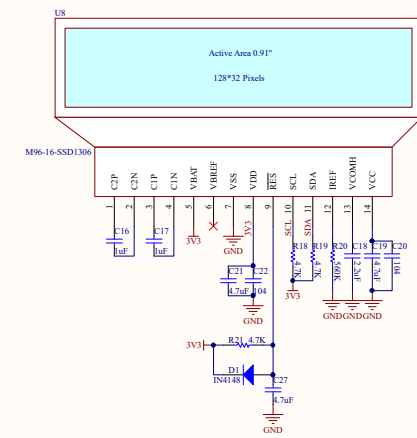 U8
Active Area 0.91"
128*32 Pixels
M96-16-SSD1306
C2P
C2N
C1P
C1N
VBAT
VBREF
VSS
VDD
RES
SCL
SDA
IREF
VCOMH
VCC
1
2
3
4
5
6
7
8
9
10
11
12
13
14
C16
1uF
C17
1uF
3V3
GND
3V3
SCL
SDA
R18
4.7K
R19
4.7K
R20
560K
C18
2.2uF
C19
4.7uF
C20
104
C21
4.7uF
C22
104
GND
3V3
GND
GND
GND
3V3
R21
4.7K
D1
IN4148
C27
4.7uF
GND